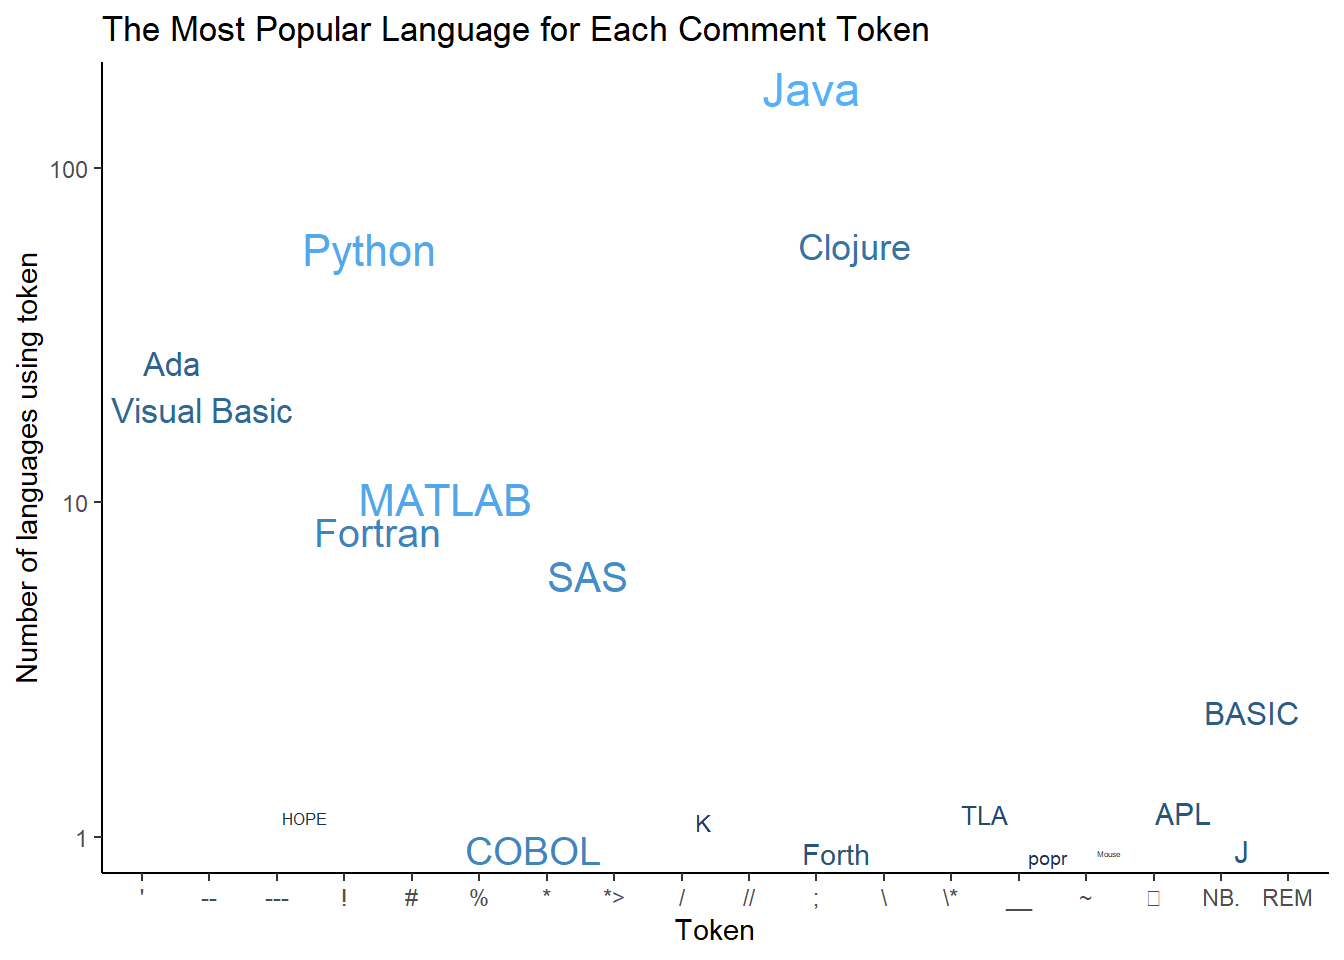 The Most Popular Language for Each Comment Token
Java
100
Python
Clojure
Ada
Visual Basic
Number of languages using token
MATLAB
10
Fortran
SAS
BASIC
HOPE
K
TLA
APL
1
COBOL
Forth
popr
Mouse
J
' -- --- ! # % * *> / // ; \ \* __ ~ NB. REM
Token